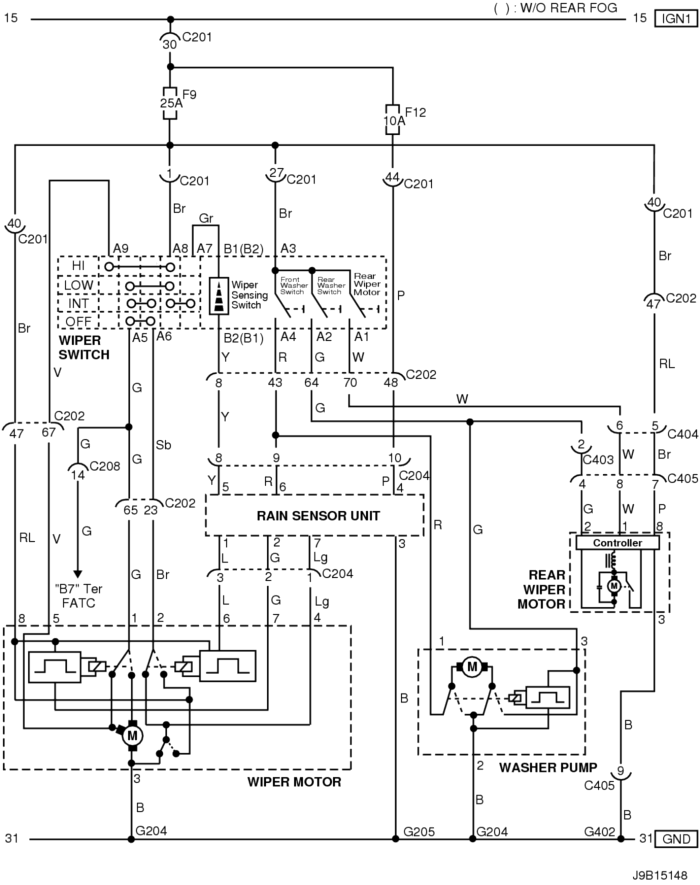 ( ) : W/O REAR FOG
15 15 IGN1
30 C201
F9
25A
F12
10A
1 C201 27 C201 44 C201
40 C201 40 C201
Br Gr Br Br
A9 A8 A7 B1(B2) A3
HI
LOW
INT
OFF
Wiper
Sensing
Switch
Front
Washer
Switch
Rear
Washer
Switch
Rear
Wiper
Motor
P
47 C202
WIPER
SWITCH
A5 A6 B2(B1) A4 A2 A1
Br V G Y R G W RL
8 43 64 70 48 C202
W
G
47 67 C202
G Sb Y
6 5 C404
2 C403
W Br
14 C208
G
8 9 10 C204
Y 5 R 6 P 4
4 8 7 C405
G W P
2 1 8
65 23 C202
RAIN SENSOR UNIT
Controller
M
REAR
WIPER
MOTOR
3
RL V G
"B7" Ter
FATC
1 2 7 3
L G Lg
3 2 1 C204
G Br L G Lg
R G
8 5 1 2 6 7 4
1 3
M
M
B
B
WIPER MOTOR
WASHER PUMP
3 2
B B
9
C405
B
31 G204 G205 G204 G402 31 GND
J9B15148